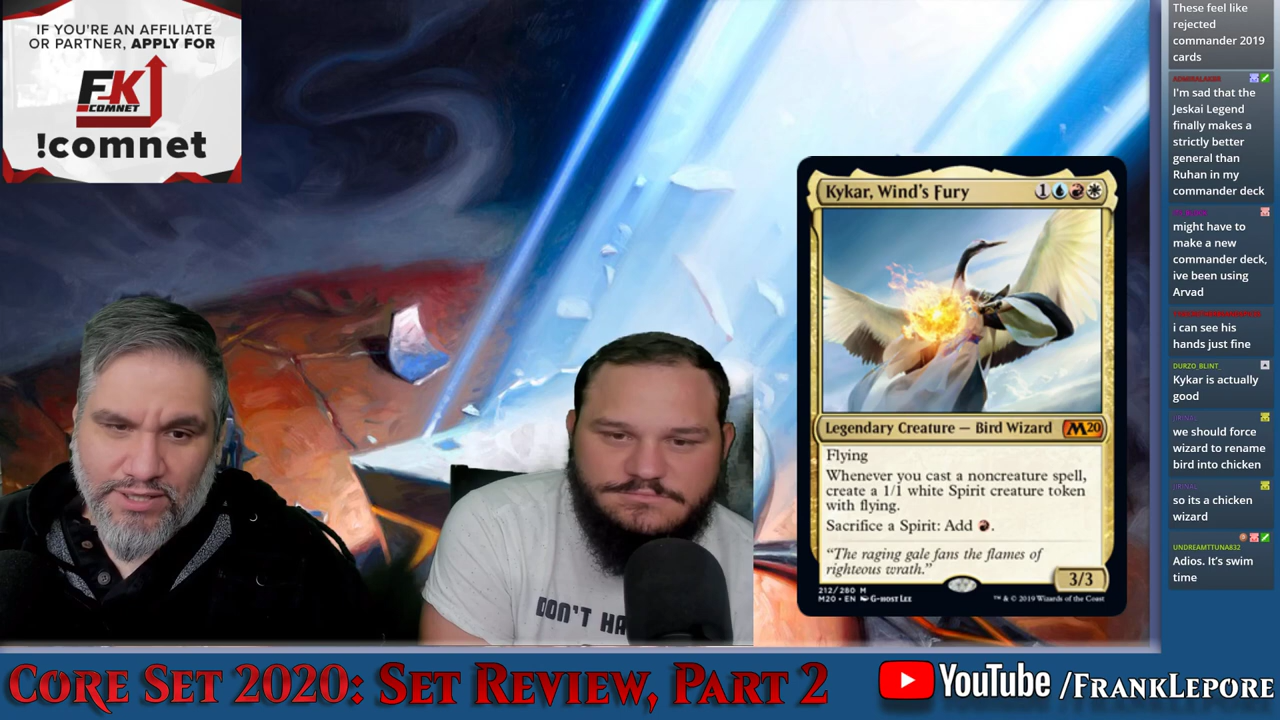 IF YOU'RE AN AFFILIATE
OR PARTNER, APPLY FOR
FK
COMNET
!comnet
Kykar, Wind's Fury
1
Legendary Creature — Bird Wizard
M20
Flying
Whenever you cast a noncreature spell,
create a 1/1 white Spirit creature token
with flying.
Sacrifice a Spirit: Add
.
"The raging gale fans the flames of
righteous wrath."
3/3
212/280 M
M20 • EN G-host Lee
™ & © 2019 Wizards of the Coast
DON'T HA
These feel like
rejected
commander 2019
cards
I'm sad that the
Jeskai Legend
finally makes a
strictly better
general than
Ruhan in my
commander deck
might have to
make a new
commander deck,
ive been using
Arvad
i can see his
hands just fine
DURZO_BLINT_
Kykar is actually
good
we should force
wizard to rename
bird into chicken
so its a chicken
wizard
UNDREAMTTUNA832
Adios. It's swim
time
Core Set 2020: Set Review, Part 2
YouTube /FrankLepore